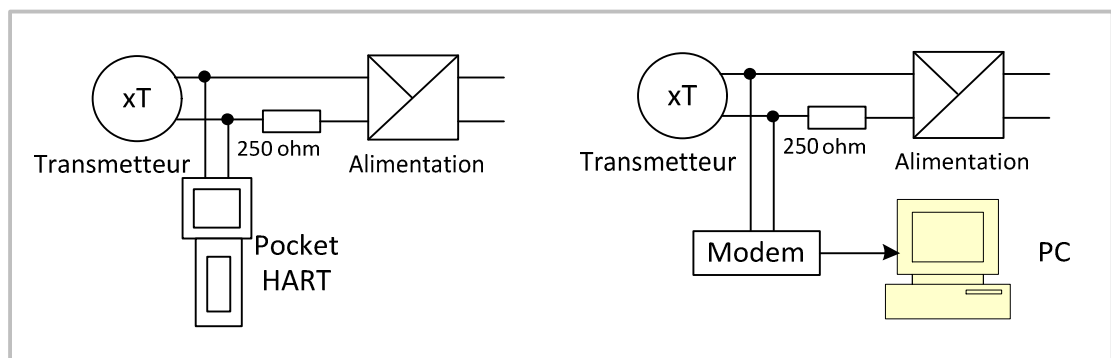 xT
250 ohm
Transmetteur
Alimentation
Pocket
HART
xT
250 ohm
Transmetteur
Alimentation
Modem
PC